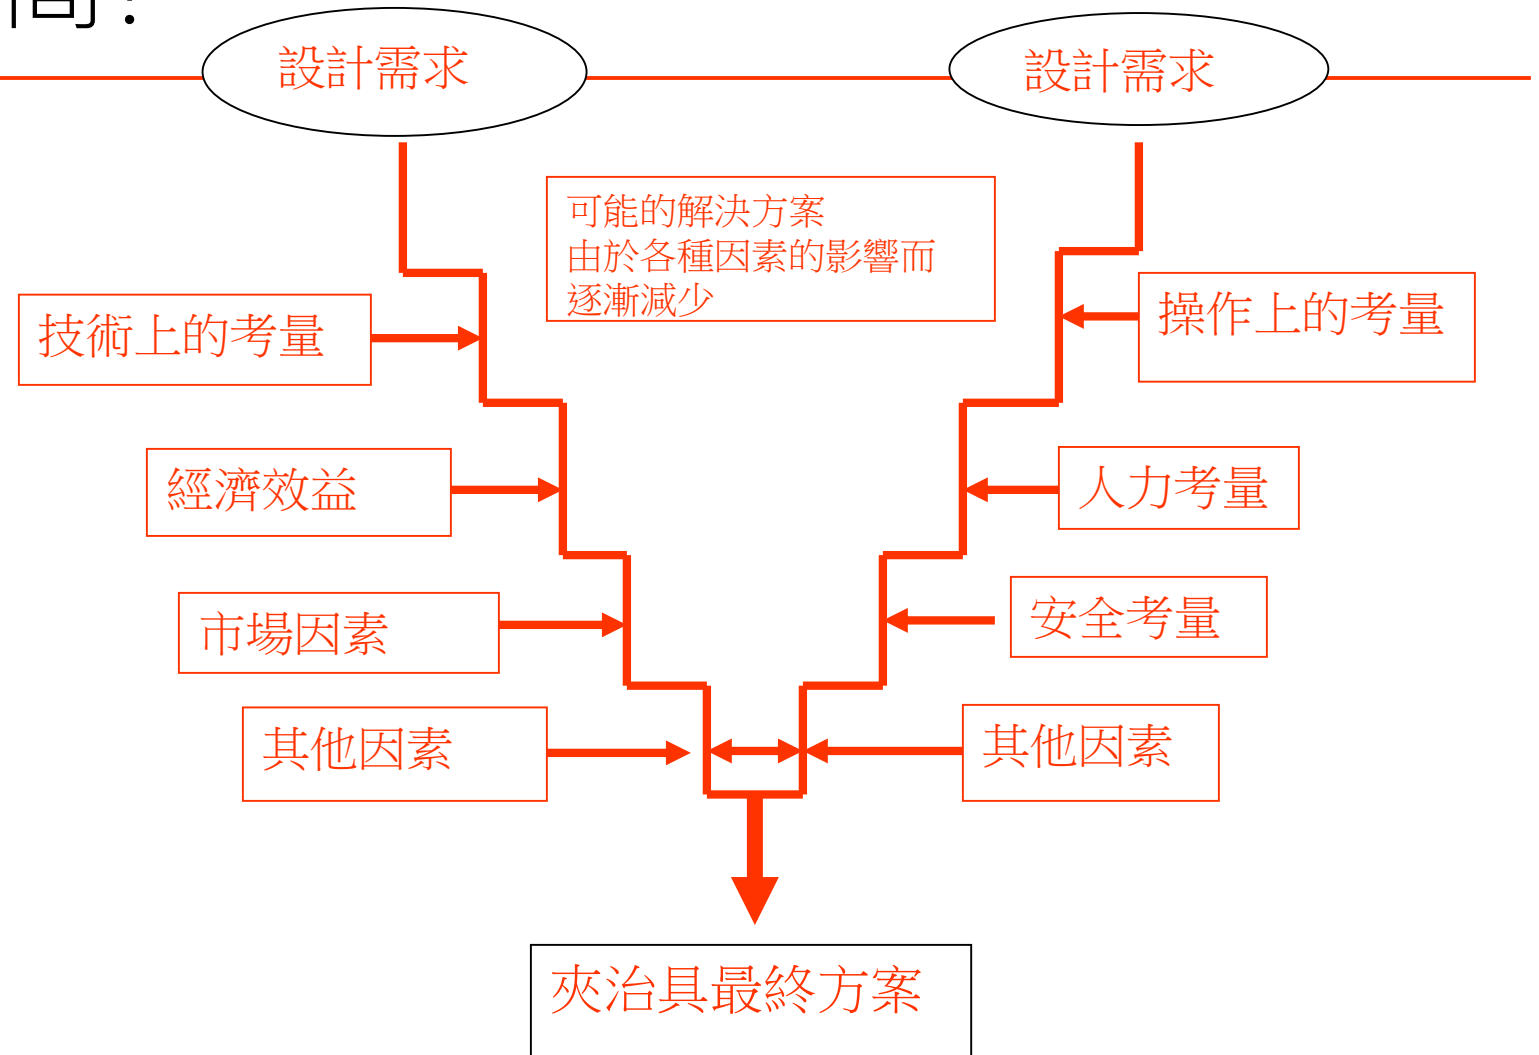 設計需求
設計需求
可能的解決方案
由於各種因素的影響而
逐漸減少
技術上的考量
操作上的考量
經濟效益
人力考量
市場因素
安全考量
其他因素
其他因素
夾治具最終方案